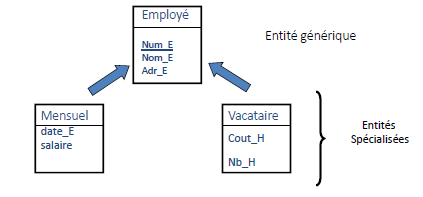 Employé
Num_E
Nom_E
Adr_E
Entité générique
Mensuel
date_E
salaire
Vacataire
Cout_H
Nb_H
Entités
Spécialisées